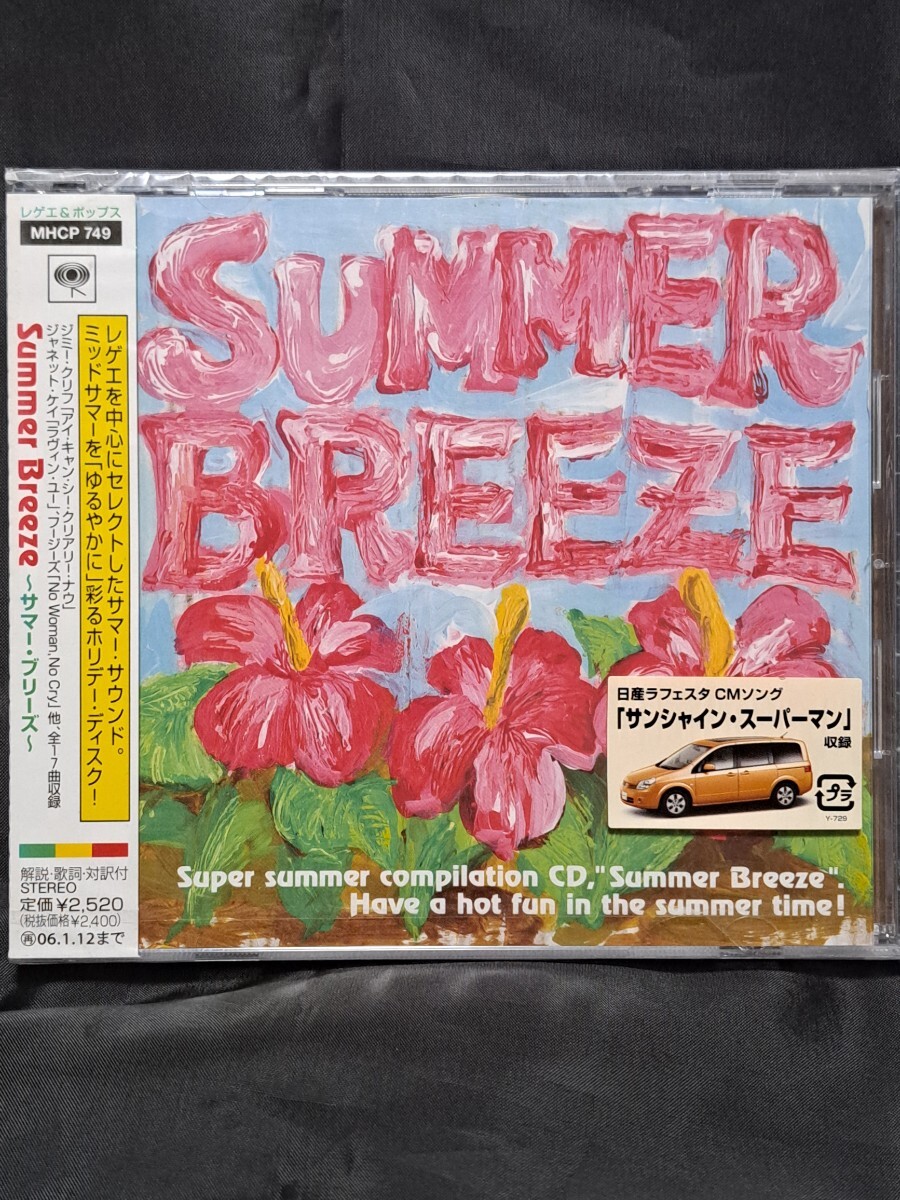 レゲエ&ポップス
MHCP 749
レゲエを中心にセレクトしたサマー・サウンド。
ミッドサマーを「ゆるやかに」彩るホリデー・ディスク!
ジミー・クリフ「アイ・キャン・シー・クリアリー・ナウ」
ジャネット・ケイ「ラヴィン・ユー」フージーズ「No Woman, No Cry」他、全17曲収録
Summer Breeze ～サマー・ブリーズ～
解説・歌詞・対訳付
STEREO
定価¥2,520
(税抜価格¥2,400)
再06.1.12まで
SUMMER
BREEZE
日産ラフェスタ CMソング
「サンシャイン・スーパーマン」
収録
プラ
Y-729
Super summer compilation CD,"Summer Breeze".
Have a hot fun in the summer time!